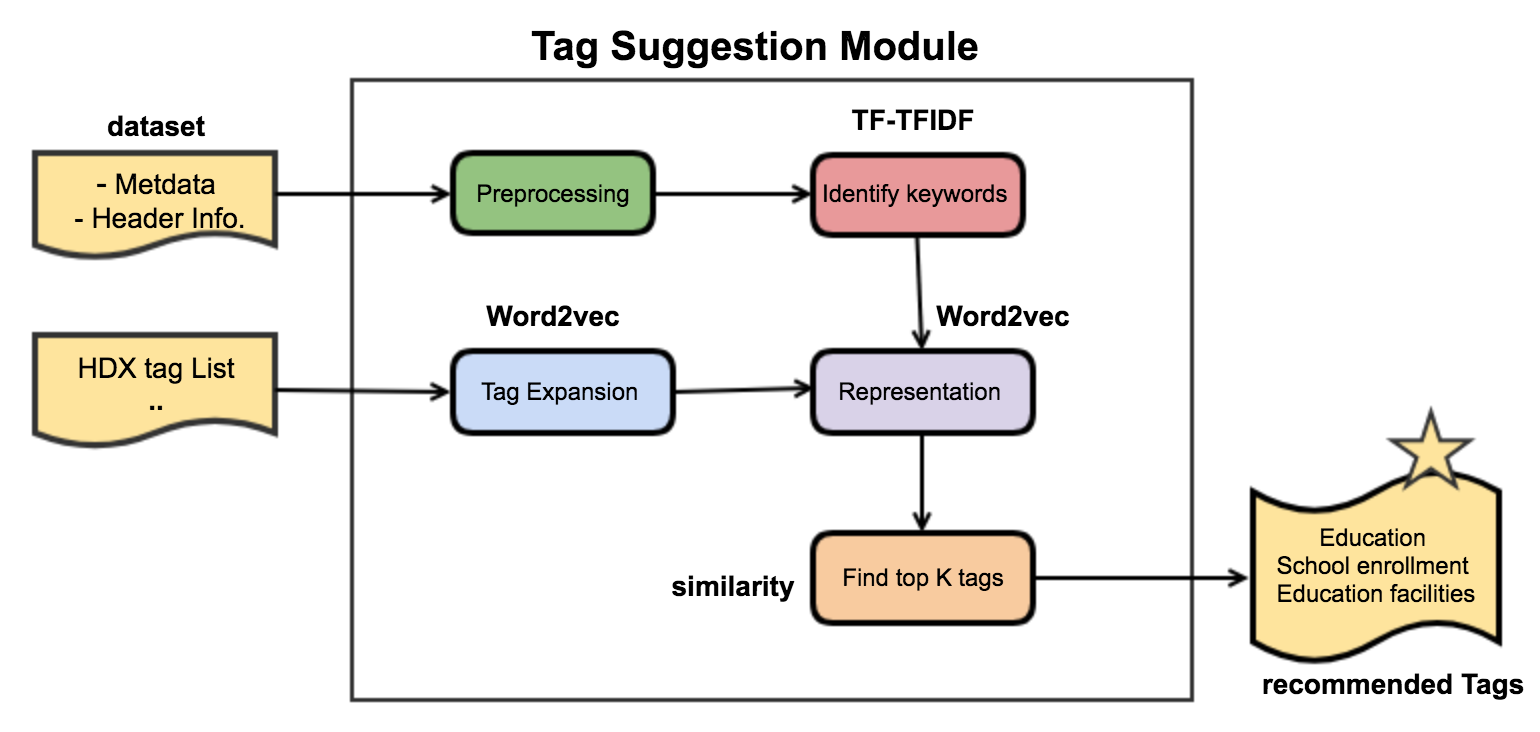 Tag Suggestion Module
dataset
- Metdata
- Header Info.
Preprocessing
TF-TFIDF
Identify keywords
HDX tag List
..
Word2vec
Tag Expansion
Word2vec
Representation
similarity
Find top K tags
Education
School enrollment
Education facilities
recommended Tags